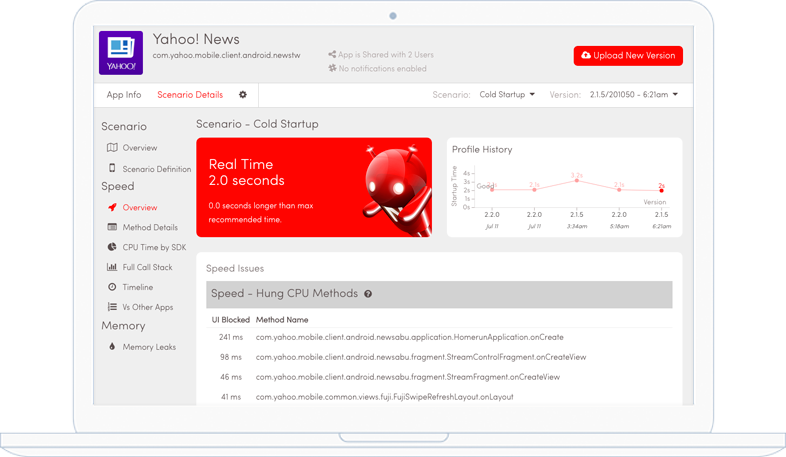 Yahoo! News
com.yahoo.mobile.client.android.newstw
YAHOO!
App is Shared with 2 Users
No notifications enabled
Upload New Version
App Info
Scenario Details
Scenario:
Cold Startup
Version:
2.1.5/201050 - 6:21am
Scenario
Overview
Scenario Definition
Speed
Overview
Method Details
CPU Time by SDK
Full Call Stack
Timeline
Vs Other Apps
Memory
Memory Leaks
Scenario - Cold Startup
Real Time
2.0 seconds
0.0 seconds longer than max
recommended time.
Profile History
Startup Time
4s
3s
2s
1s
0s
Good
2.1s
3.2s
2.1s
2s
Version
2.2.0 2.2.0 2.1.5 2.2.0 2.1.5
Jul 11 Jul 11 3:34am 5:18am 6:21am
Speed Issues
Speed - Hung CPU Methods
UI Blocked Method Name
241 ms com.yahoo.mobile.client.android.newsabu.application.HomerunApplication.onCreate
98 ms com.yahoo.mobile.client.android.newsabu.fragment.StreamControlFragment.onCreateView
46 ms com.yahoo.mobile.client.android.newsabu.fragment.StreamFragment.onCreateView
41 ms com.yahoo.mobile.common.views.fuji.FujiSwipeRefreshLayout.onLayout